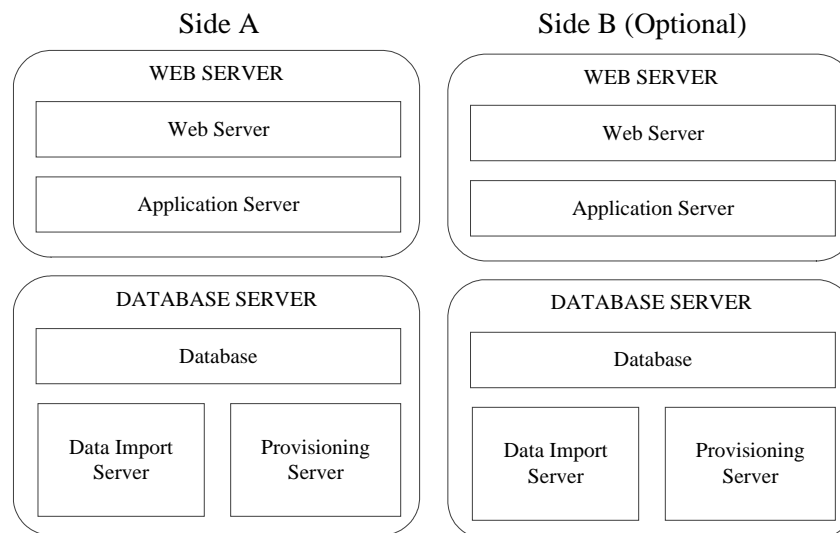 Side A
WEB SERVER
Web Server
Application Server
DATABASE SERVER
Database
Data Import
Server
Provisioning
Server
Side B (Optional)
WEB SERVER
Web Server
Application Server
DATABASE SERVER
Database
Data Import
Server
Provisioning
Server